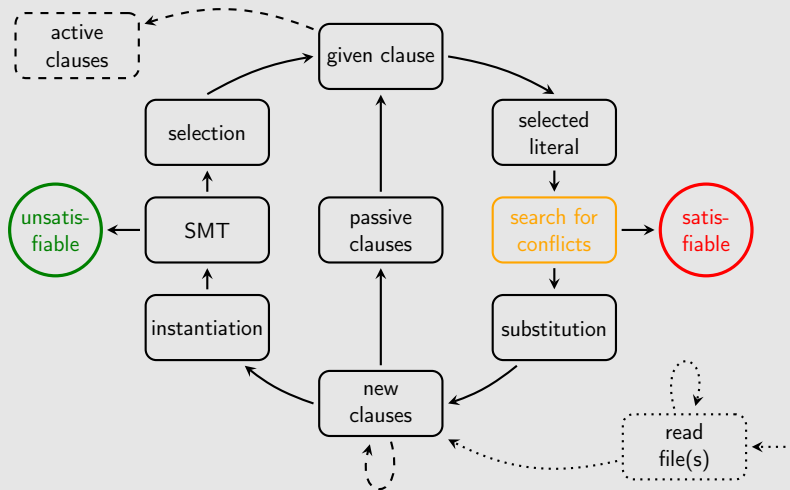 active
clauses
given clause
selection
selected
literal
unsatis-
fiable
SMT
passive
clauses
search for
conflicts
satis-
fiable
instantiation
substitution
new
clauses
read
file(s)